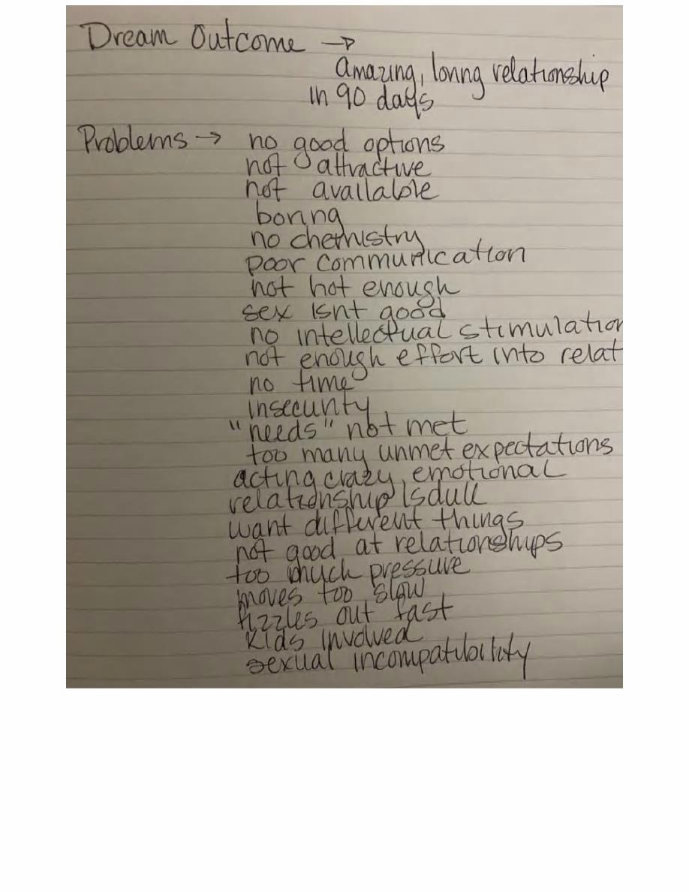 Dream Outcome →
Amazing, loving relationship
in 90 days
Problems → no good options
not attractive
not available
boring
no chemistry
poor communication
not hot enough
sex isnt good
no intellectual stimulation
not enough effort into relat
no time
insecurity
"needs" not met
too many unmet expectations
acting crazy, emotional
relationship is dull
want different things
not good at relationships
too much pressure
moves too slow
fizzles out fast
kids involved
sexual incompatibility